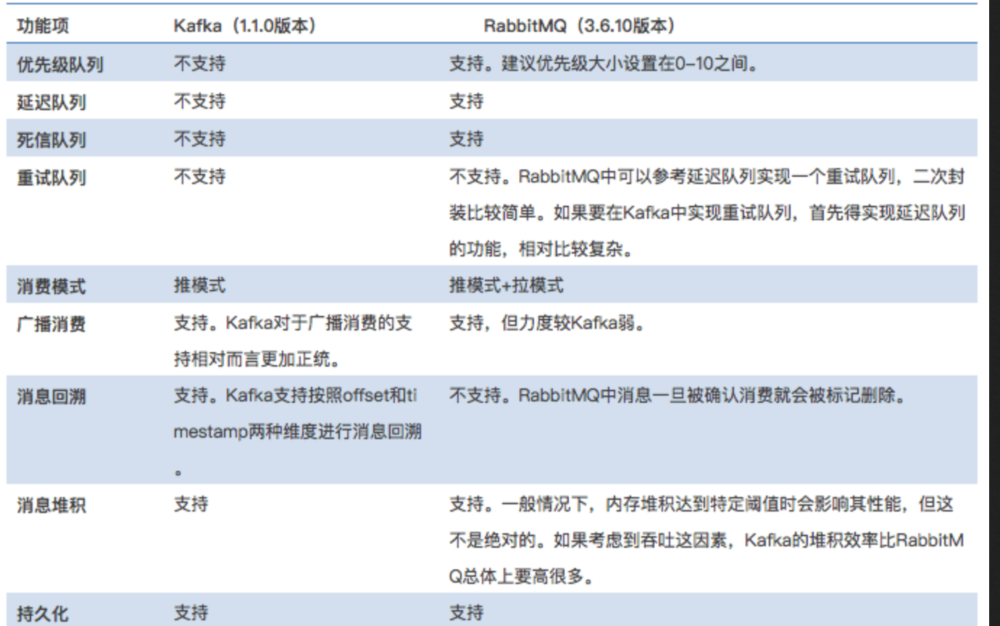 功能项 Kafka（1.1.0版本） RabbitMQ（3.6.10版本）
优先级队列 不支持 支持。建议优先级大小设置在0-10之间。
延迟队列 不支持 支持
死信队列 不支持 支持
重试队列 不支持 不支持。RabbitMQ中可以参考延迟队列实现一个重试队列，二次封
装比较简单。如果要在Kafka中实现重试队列，首先得实现延迟队列
的功能，相对比较复杂。
消费模式 推模式 推模式+拉模式
广播消费 支持。Kafka对于广播消费的支 支持，但力度较Kafka弱。
持相对而言更加正统。
消息回溯 支持。Kafka支持按照offset和ti 不支持。RabbitMQ中消息一旦被确认消费就会被标记删除。
mestamp两种维度进行消息回溯
。
消息堆积 支持 支持。一般情况下，内存堆积达到特定阈值时会影响其性能，但这
不是绝对的。如果考虑到吞吐这因素，Kafka的堆积效率比RabbitM
Q总体上要高很多。
持久化 支持 支持